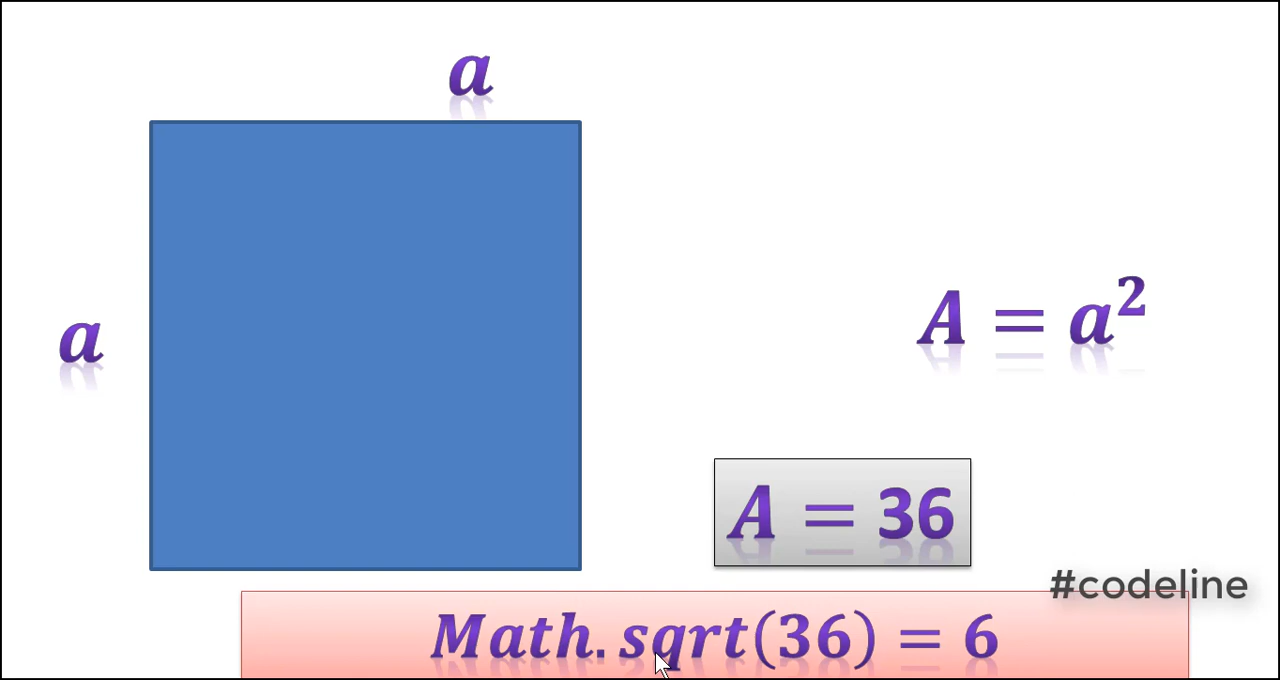 a
a
A = a²
A = 36
#codeline
Math.sqrt(36) = 6